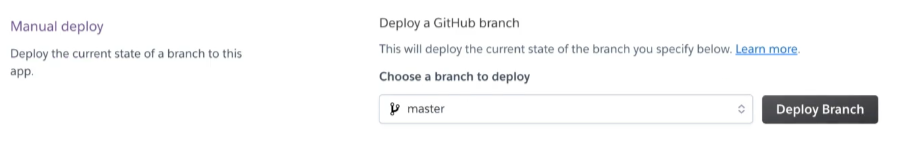 Manual deploy
Deploy the current state of a branch to this
app.
Deploy a GitHub branch
This will deploy the current state of the branch you specify below. Learn more.
Choose a branch to deploy
master
Deploy Branch